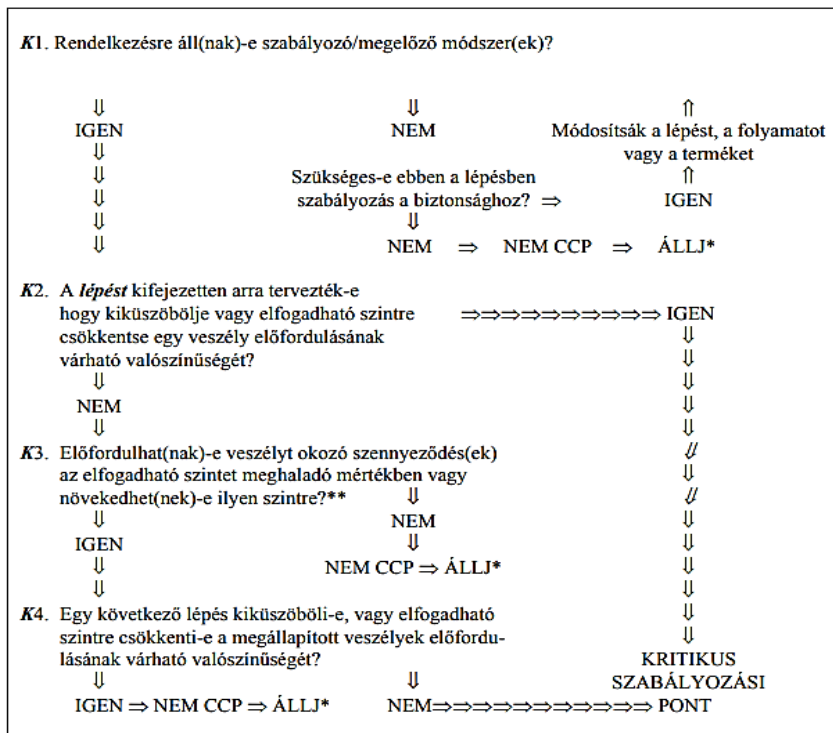 K1. Rendelkezésre áll(nak)-e szabályozó/megelőző módszer(ek)?
⇓ ⇓ ⇑
IGEN NEM Módosítsák a lépést, a folyamatot
⇓ vagy a terméket
⇓ Szükséges-e ebben a lépésben ⇑
⇓ szabályozás a biztonsághoz? ⇒ IGEN
⇓ ⇓
⇓ NEM ⇒ NEM CCP ⇒ ÁLLJ*
K2. A lépést kifejezetten arra tervezték-e
hogy kiküszöbölje vagy elfogadható szintre ⇒⇒⇒⇒⇒⇒⇒⇒⇒⇒ IGEN
csökkentse egy veszély előfordulásának ⇓
várható valószínűségét? ⇓
⇓ ⇓
NEM ⇓
⇓ ⇓
K3. Előfordulhat(nak)-e veszélyt okozó szennyeződés(ek) ⇓
az elfogadható szintet meghaladó mértékben vagy ⇓
növekedhet(nek)-e ilyen szintre?** ⇓ ⇓
⇓ NEM ⇓
IGEN ⇓ ⇓
⇓ NEM CCP ⇒ ÁLLJ* ⇓
⇓ ⇓
K4. Egy következő lépés kiküszöböli-e, vagy elfogadható ⇓
szintre csökkenti-e a megállapított veszélyek előfordu- ⇓
lásának várható valószínűségét? KRITIKUS
⇓ ⇓ SZABÁLYOZÁSI
IGEN ⇒ NEM CCP ⇒ ÁLLJ* NEM⇒⇒⇒⇒⇒⇒⇒⇒⇒⇒⇒ PONT